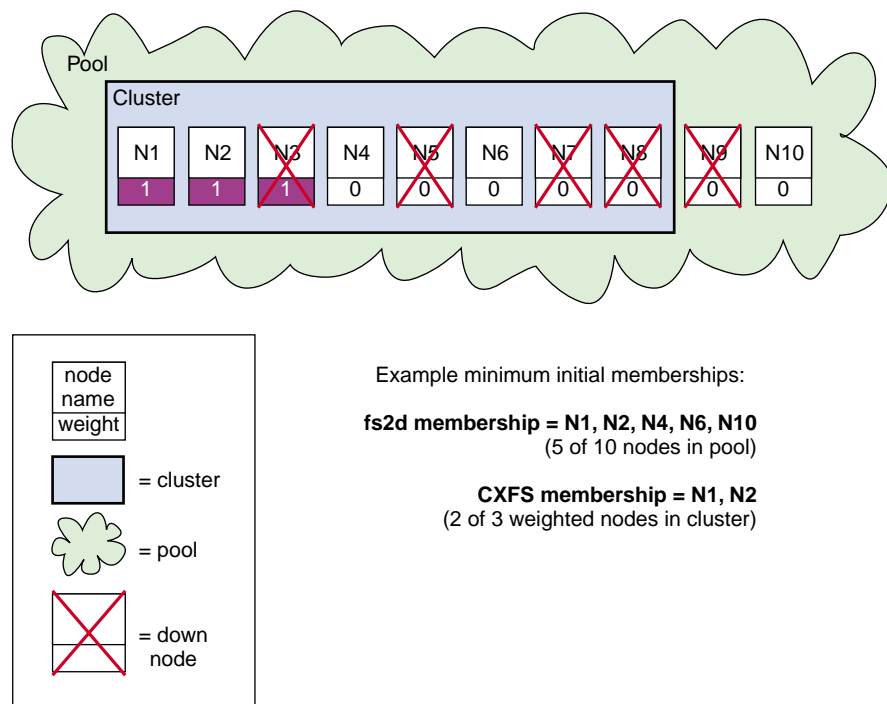 Pool
Cluster
N1 N2 N3 N4 N5 N6 N7 N8 N9 N10
1 1 1 0 0 0 0 0 0 0
node
name
weight
= cluster
= pool
= down
node
Example minimum initial memberships:
fs2d membership = N1, N2, N4, N6, N10
(5 of 10 nodes in pool)
CXFS membership = N1, N2
(2 of 3 weighted nodes in cluster)